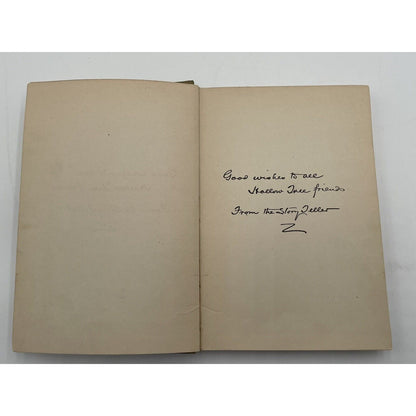 Good wishes to all
Hollow Tree friends
From the Story Teller